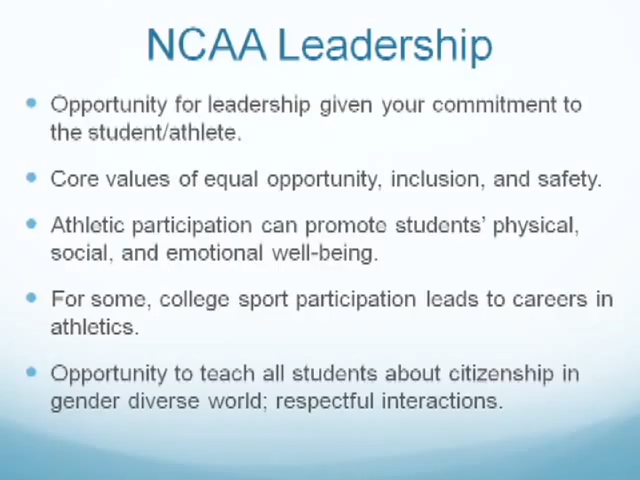 NCAA Leadership
Opportunity for leadership given your commitment to
the student/athlete.
Core values of equal opportunity, inclusion, and safety.
Athletic participation can promote students' physical,
social, and emotional well-being.
For some, college sport participation leads to careers in
athletics.
Opportunity to teach all students about citizenship in
gender diverse world; respectful interactions.